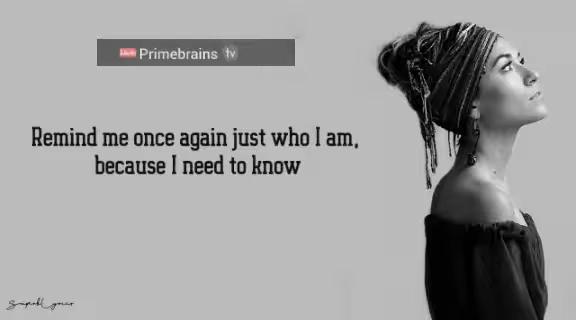 Primebrains tv
Remind me once again just who I am,
because I need to know